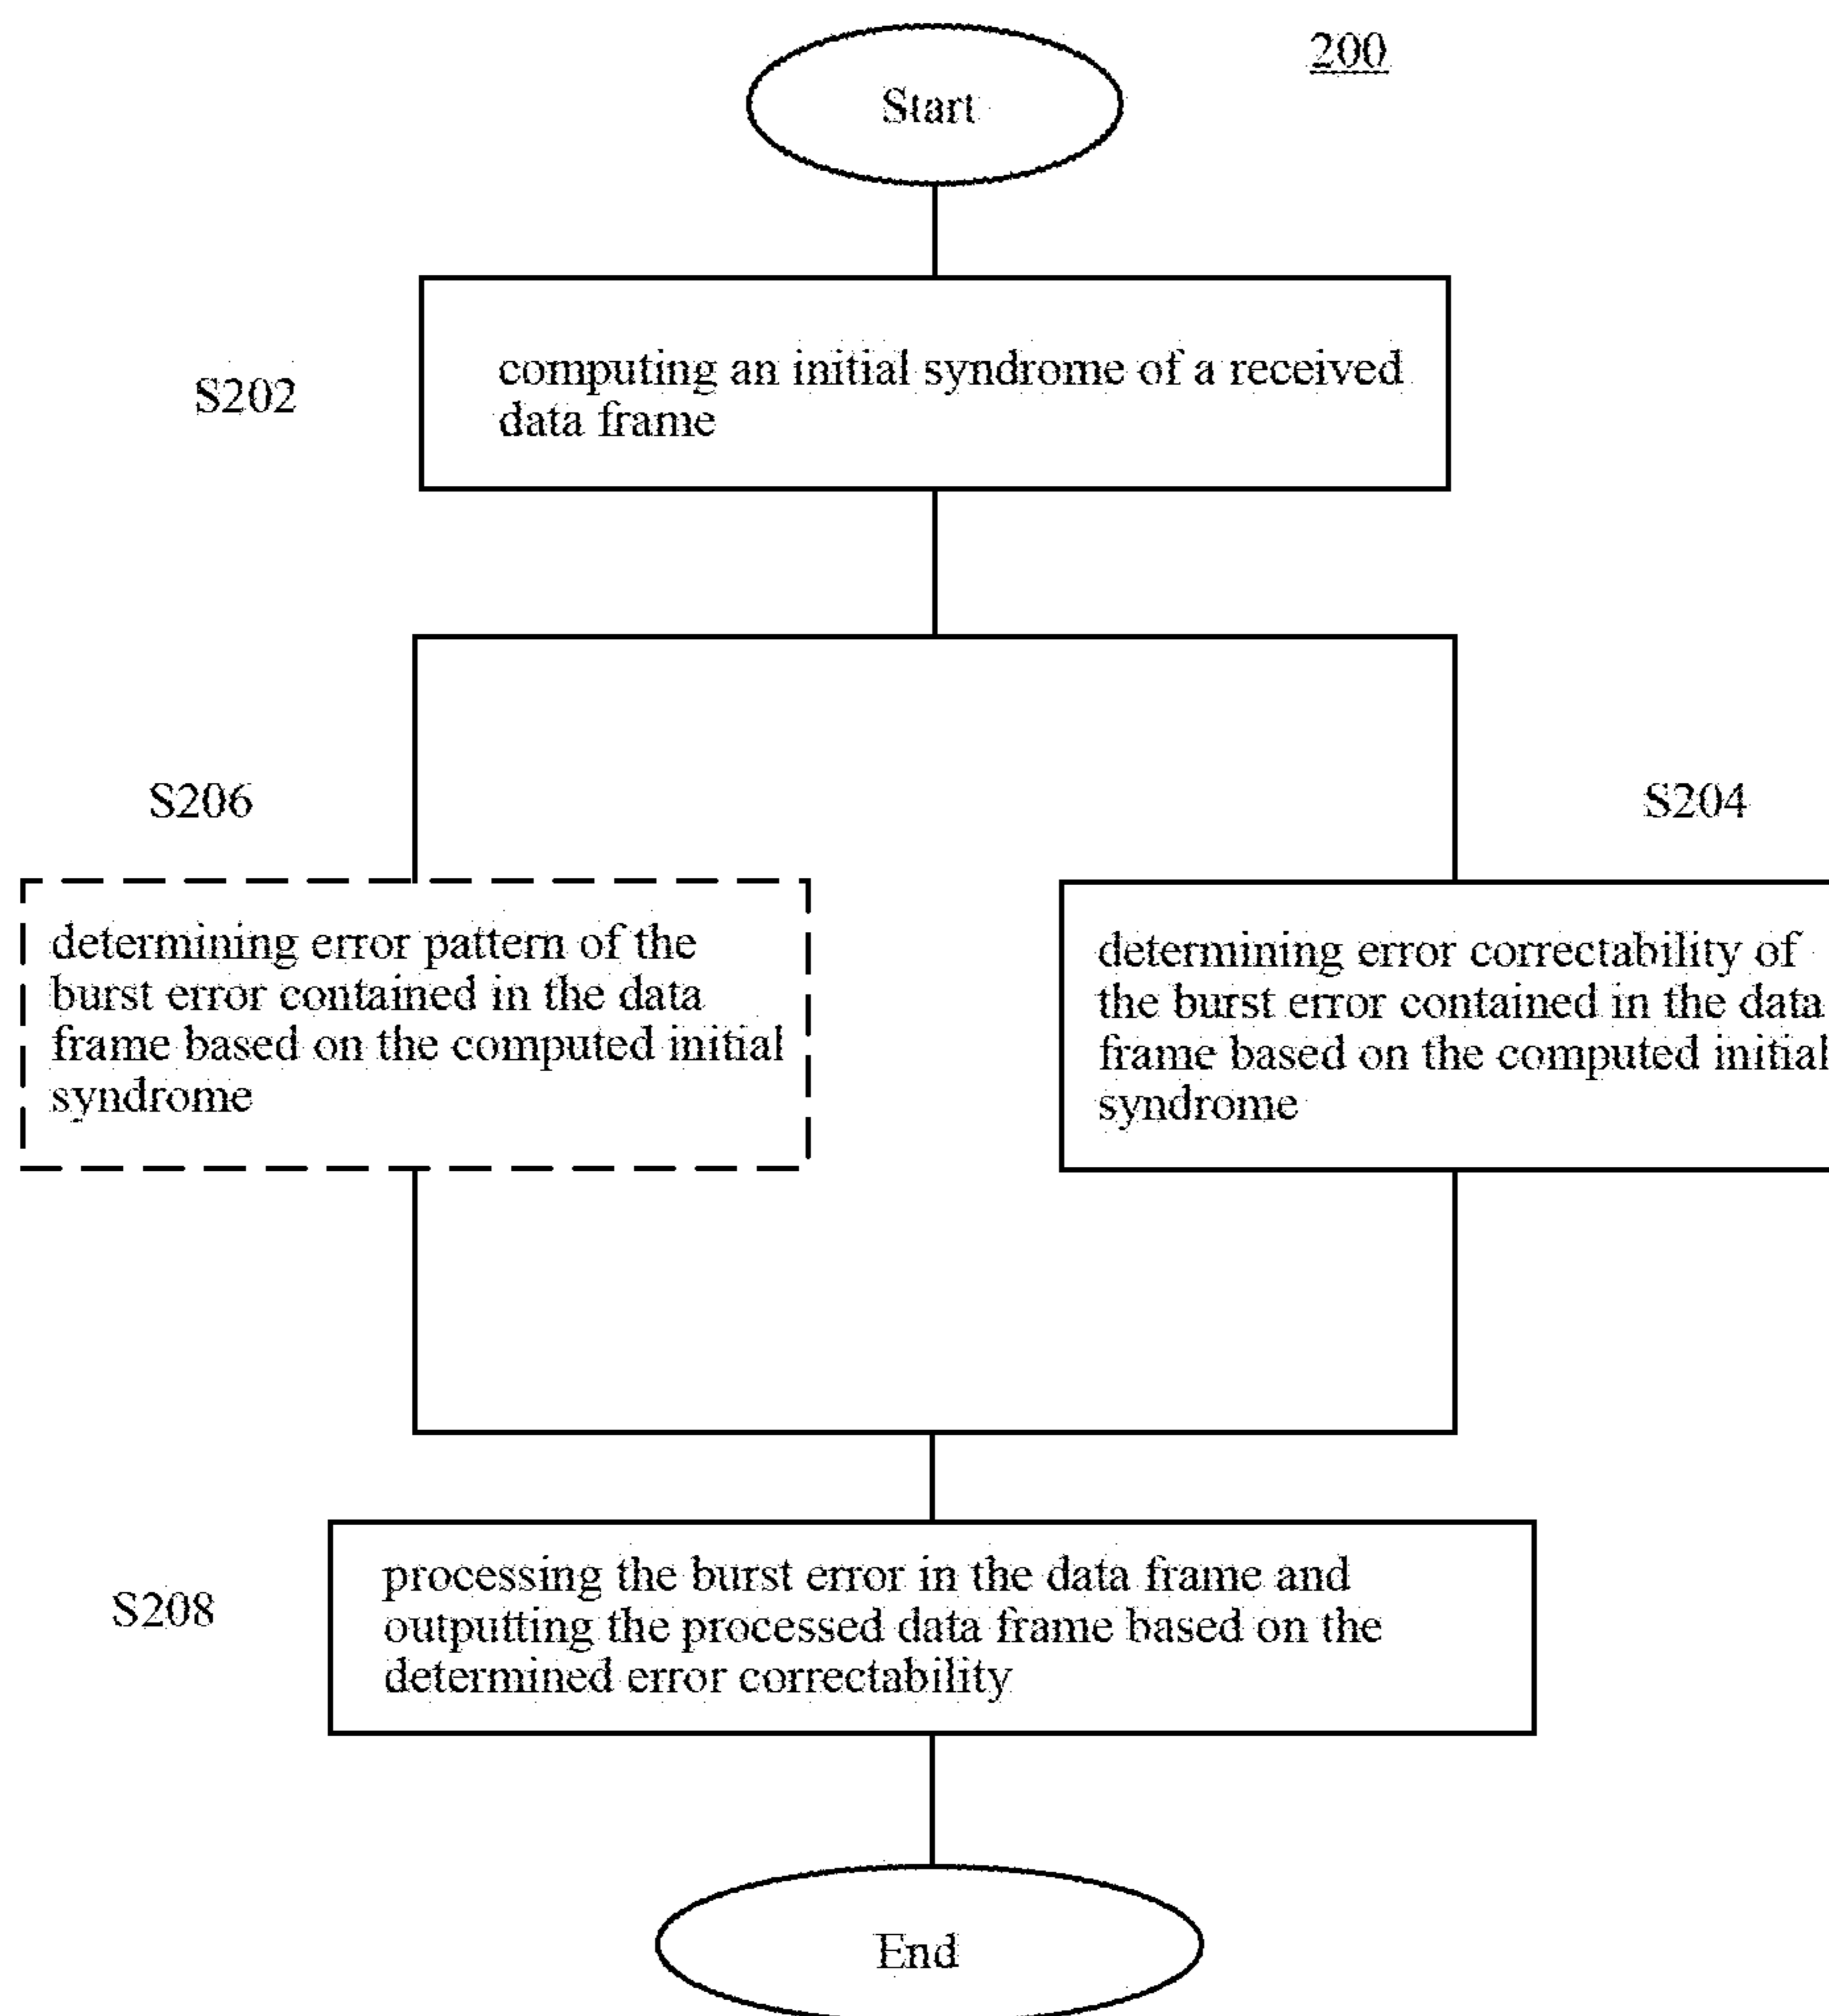 200
Start
S202
computing an initial syndrome of a received
data frame
S206
S204
determining error pattern of the
burst error contained in the data
frame based on the computed initial
syndrome
determining error correctability of
the burst error contained in the data
frame based on the computed initial
syndrome
S208
processing the burst error in the data frame and
outputting the processed data frame based on the
determined error correctability
End